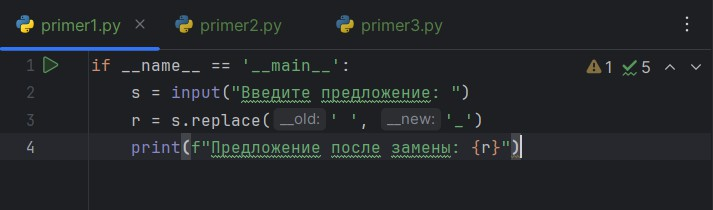 primer1.py × primer2.py primer3.py
1 if __name__ == '__main__': 1 5
2 s = input("Введите предложение: ")
3 r = s.replace( __old: ' ', __new: '_')
4 print(f"Предложение после замены: {r}")